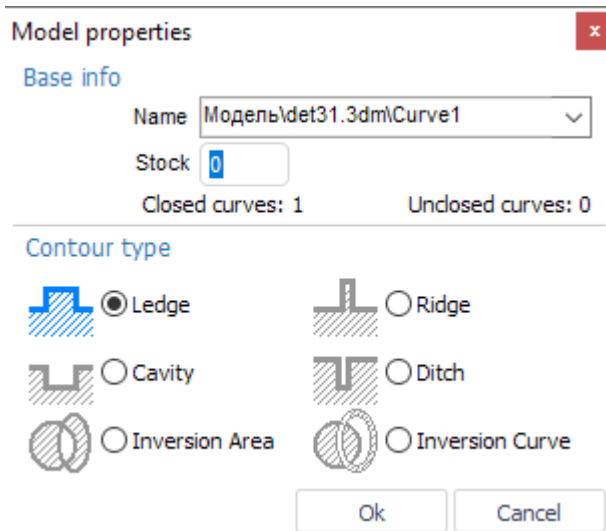 Model properties
x
Base info
Name Модель\det31.3dm\Curve1
Stock 0
Closed curves: 1 Unclosed curves: 0
Contour type
Ledge Ridge
Cavity Ditch
Inversion Area Inversion Curve
Ok Cancel